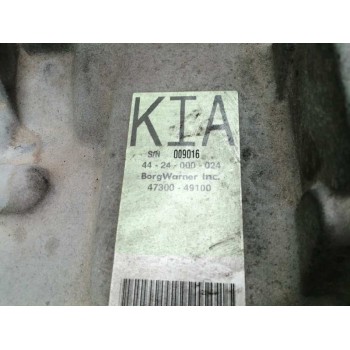 KIA
S/N 009016
44-24-000-024
BorgWarner Inc.
47300-49100